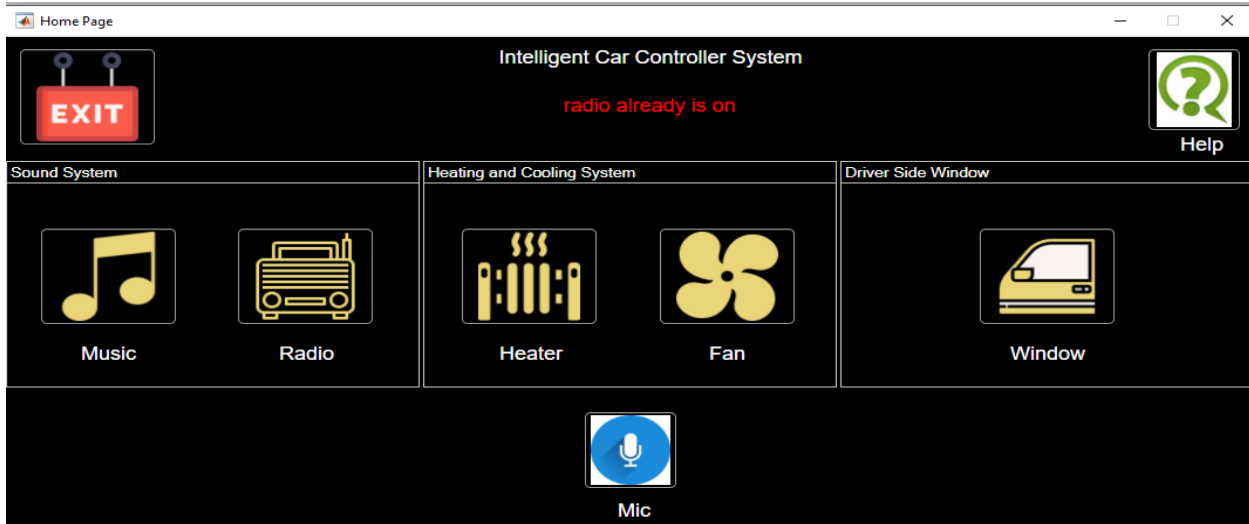 Home Page
EXIT
Intelligent Car Controller System
radio already is on
Help
Sound System
Heating and Cooling System
Driver Side Window
Music
Radio
Heater
Fan
Window
Mic